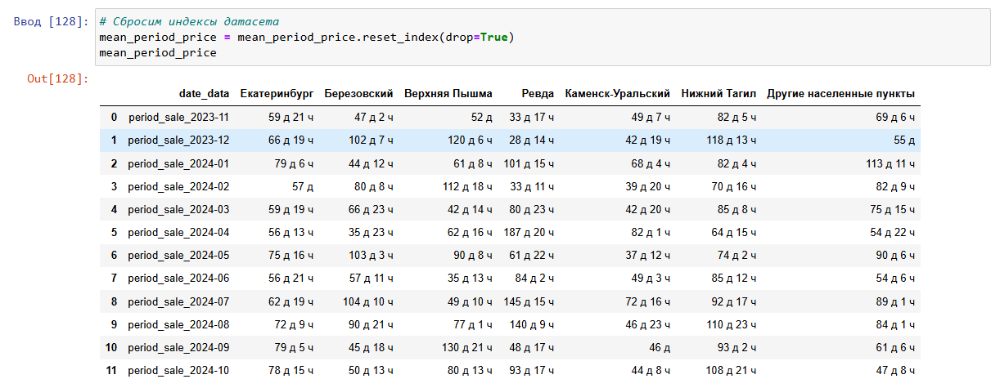 Ввод [128]: # Сбросим индексы датасета
mean_period_price = mean_period_price.reset_index(drop=True)
mean_period_price
Out[128]:
date_data Екатеринбург Березовский Верхняя Пышма Ревда Каменск-Уральский Нижний Тагил Другие населенные пункты
0 period_sale_2023-11 59 д 21 ч 47 д 2 ч 52 д 33 д 17 ч 49 д 7 ч 82 д 5 ч 69 д 6 ч
1 period_sale_2023-12 66 д 19 ч 102 д 7 ч 120 д 6 ч 28 д 14 ч 42 д 19 ч 118 д 13 ч 55 д
2 period_sale_2024-01 79 д 6 ч 44 д 12 ч 61 д 8 ч 101 д 15 ч 68 д 4 ч 82 д 4 ч 113 д 11 ч
3 period_sale_2024-02 57 д 80 д 8 ч 112 д 18 ч 33 д 11 ч 39 д 20 ч 70 д 16 ч 82 д 9 ч
4 period_sale_2024-03 59 д 19 ч 66 д 23 ч 42 д 14 ч 80 д 23 ч 42 д 20 ч 85 д 8 ч 75 д 15 ч
5 period_sale_2024-04 56 д 13 ч 35 д 23 ч 62 д 16 ч 187 д 20 ч 82 д 1 ч 64 д 15 ч 54 д 22 ч
6 period_sale_2024-05 75 д 16 ч 103 д 3 ч 90 д 8 ч 61 д 22 ч 37 д 12 ч 74 д 2 ч 90 д 6 ч
7 period_sale_2024-06 56 д 21 ч 57 д 11 ч 35 д 13 ч 84 д 2 ч 49 д 3 ч 85 д 12 ч 54 д 6 ч
8 period_sale_2024-07 62 д 19 ч 104 д 10 ч 49 д 10 ч 145 д 15 ч 72 д 16 ч 92 д 17 ч 89 д 1 ч
9 period_sale_2024-08 72 д 9 ч 90 д 21 ч 77 д 1 ч 140 д 9 ч 46 д 23 ч 110 д 23 ч 84 д 1 ч
10 period_sale_2024-09 79 д 5 ч 45 д 18 ч 130 д 21 ч 48 д 17 ч 46 д 93 д 2 ч 61 д 6 ч
11 period_sale_2024-10 78 д 15 ч 50 д 13 ч 80 д 13 ч 93 д 17 ч 44 д 8 ч 108 д 21 ч 47 д 8 ч